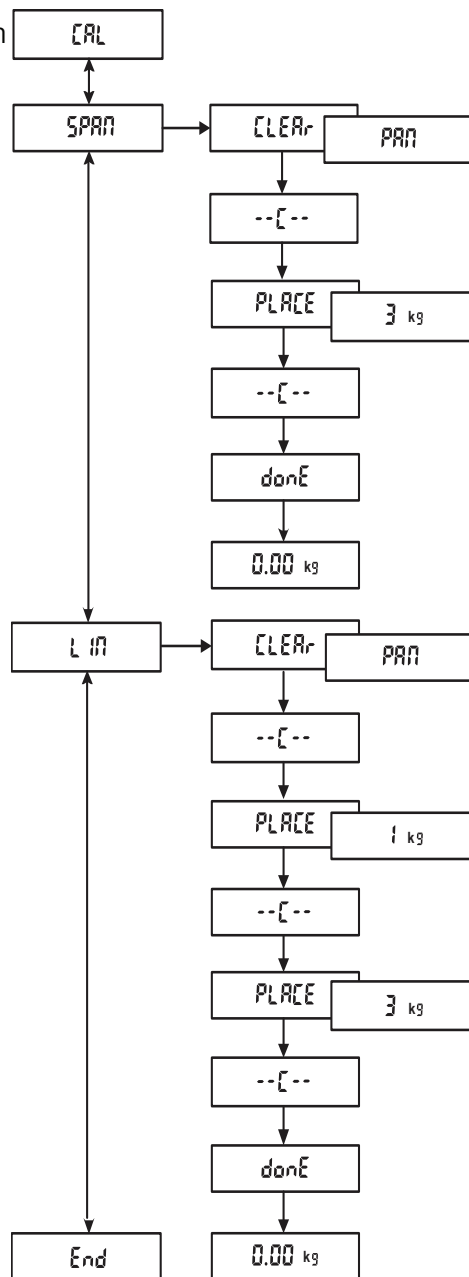 n
CAL
SPAN
CLEAr
PAN
--C--
PLACE
3 kg
--C--
donE
0.00 kg
LIN
CLEAr
PAN
--C--
PLACE
1 kg
--C--
PLACE
3 kg
--C--
donE
End
0.00 kg